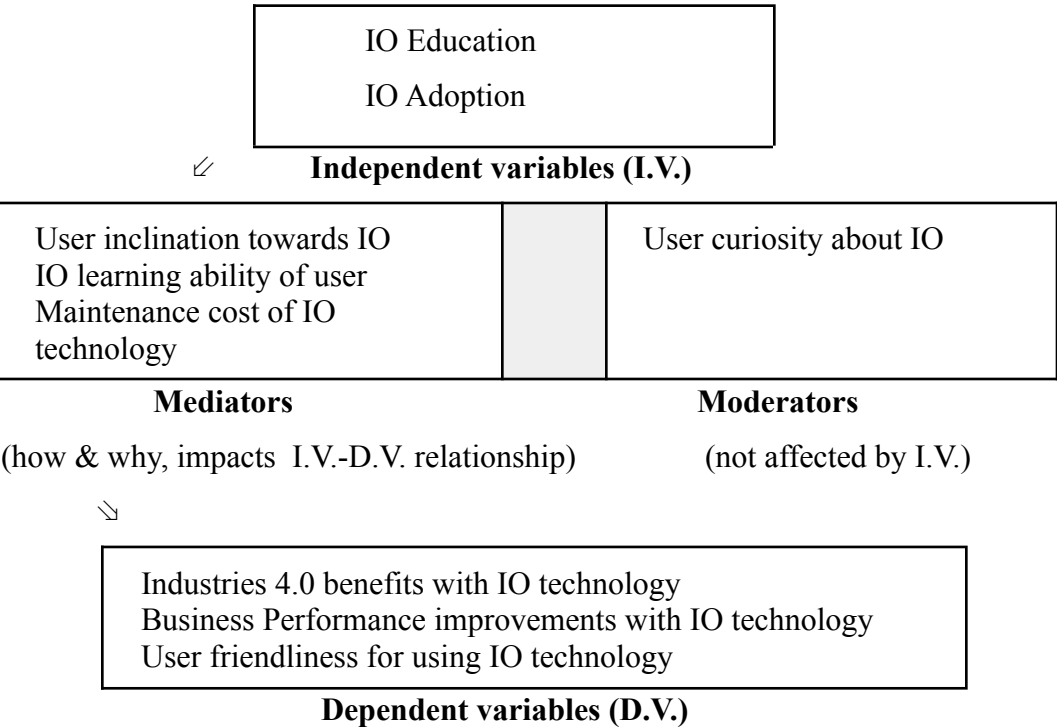 IO Education
IO Adoption
Independent variables (I.V.)
User inclination towards IO
IO learning ability of user
Maintenance cost of IO
technology
User curiosity about IO
Mediators
Moderators
(how & why, impacts I.V.-D.V. relationship)
(not affected by I.V.)
Industries 4.0 benefits with IO technology
Business Performance improvements with IO technology
User friendliness for using IO technology
Dependent variables (D.V.)